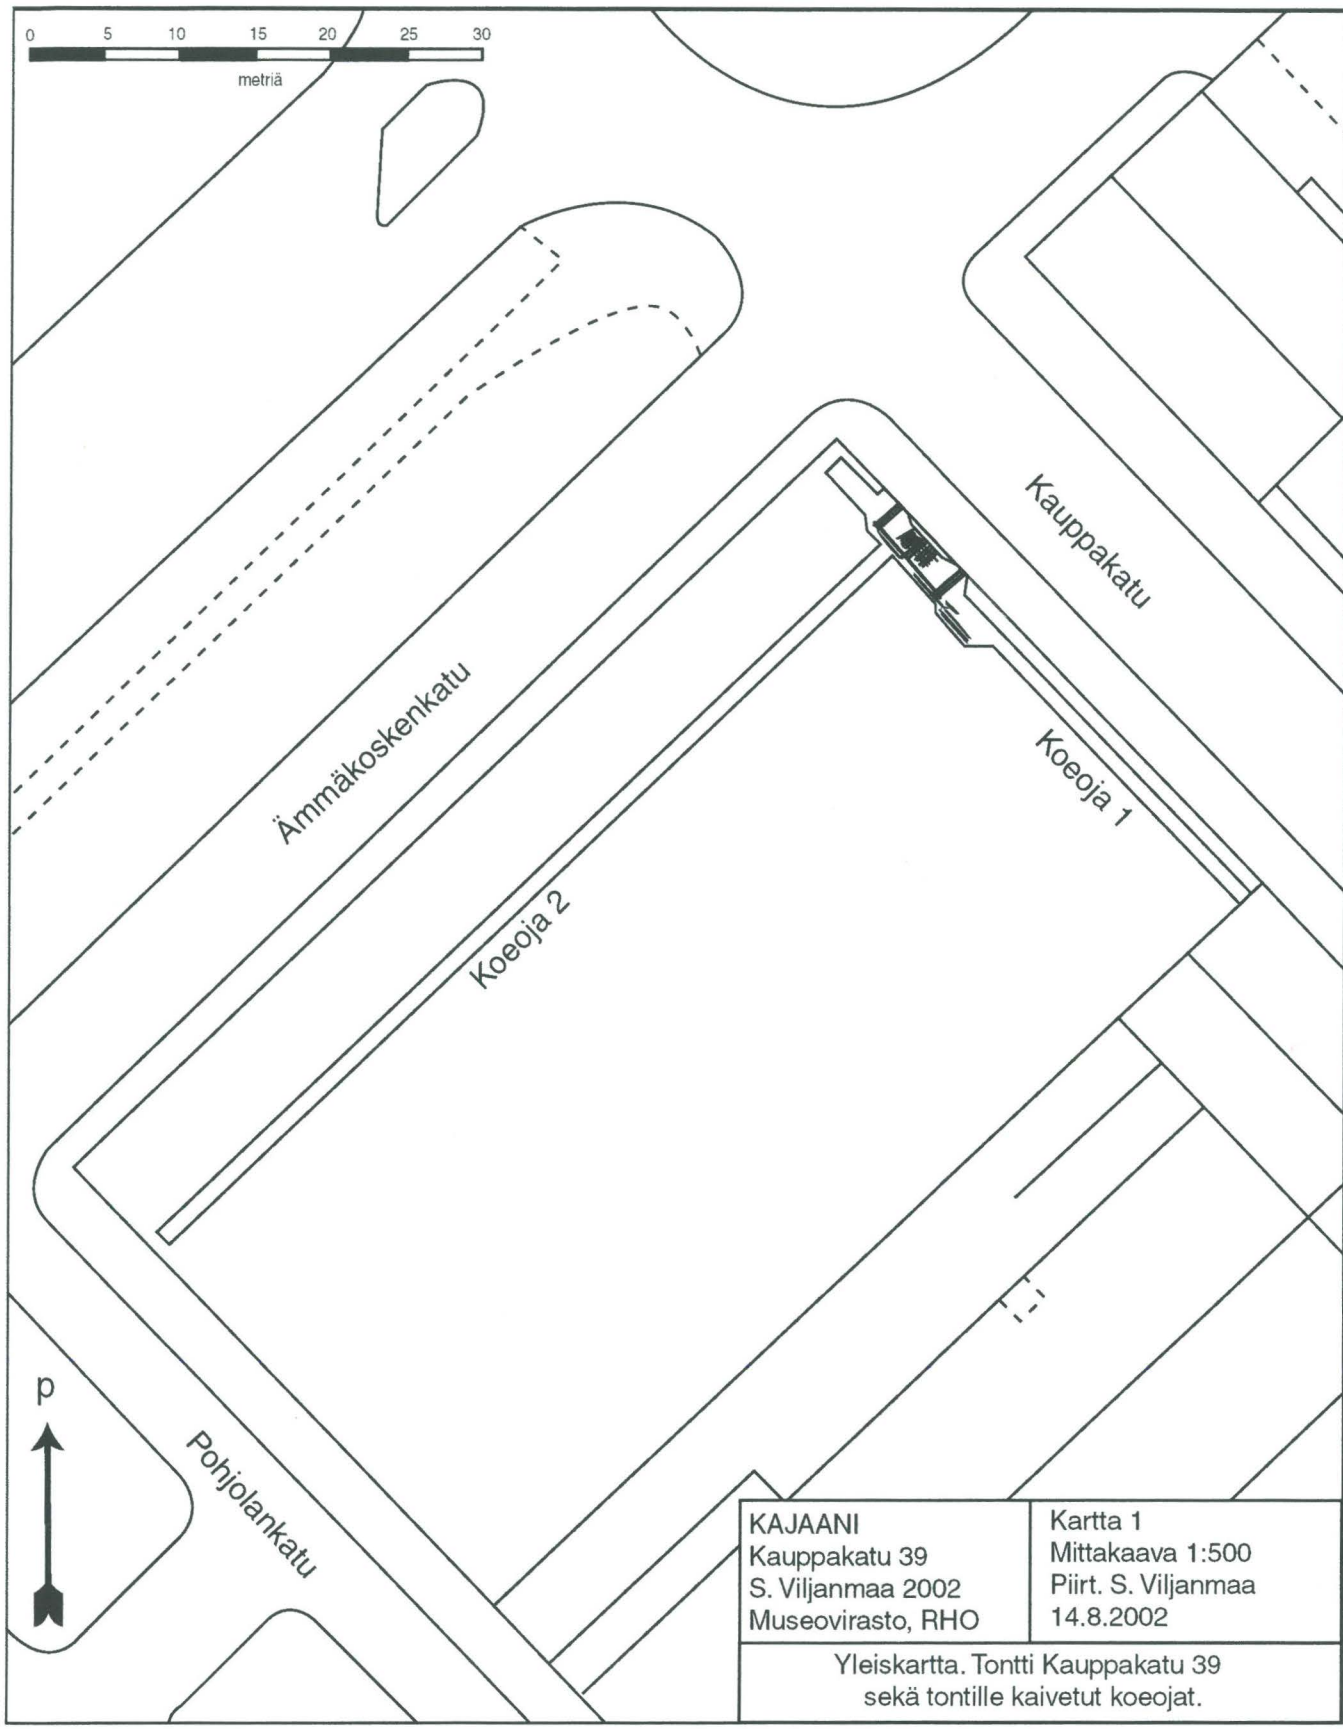 0 5 10 15 20 25 30
metriä
Kauppakatu
Ämmäkoskenkatu
Koeoja 1
Koeoja 2
p
Pohjolankatu
KAJAANI
Kauppakatu 39
S. Viljanmaa 2002
Museovirasto, RHO
Kartta 1
Mittakaava 1:500
Piirt. S. Viljanmaa
14.8.2002
Yleiskartta. Tontti Kauppakatu 39
sekä tontille kaivetut koeojat.